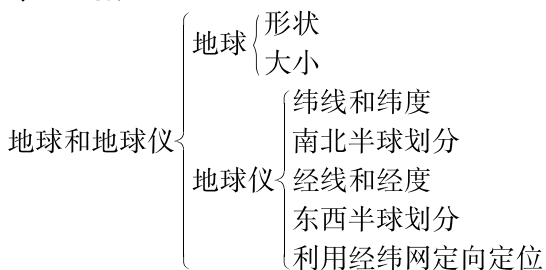 地球和地球仪
地球
形状
大小
地球仪
纬线和纬度
南北半球划分
经线和经度
东西半球划分
利用经纬网定向定位